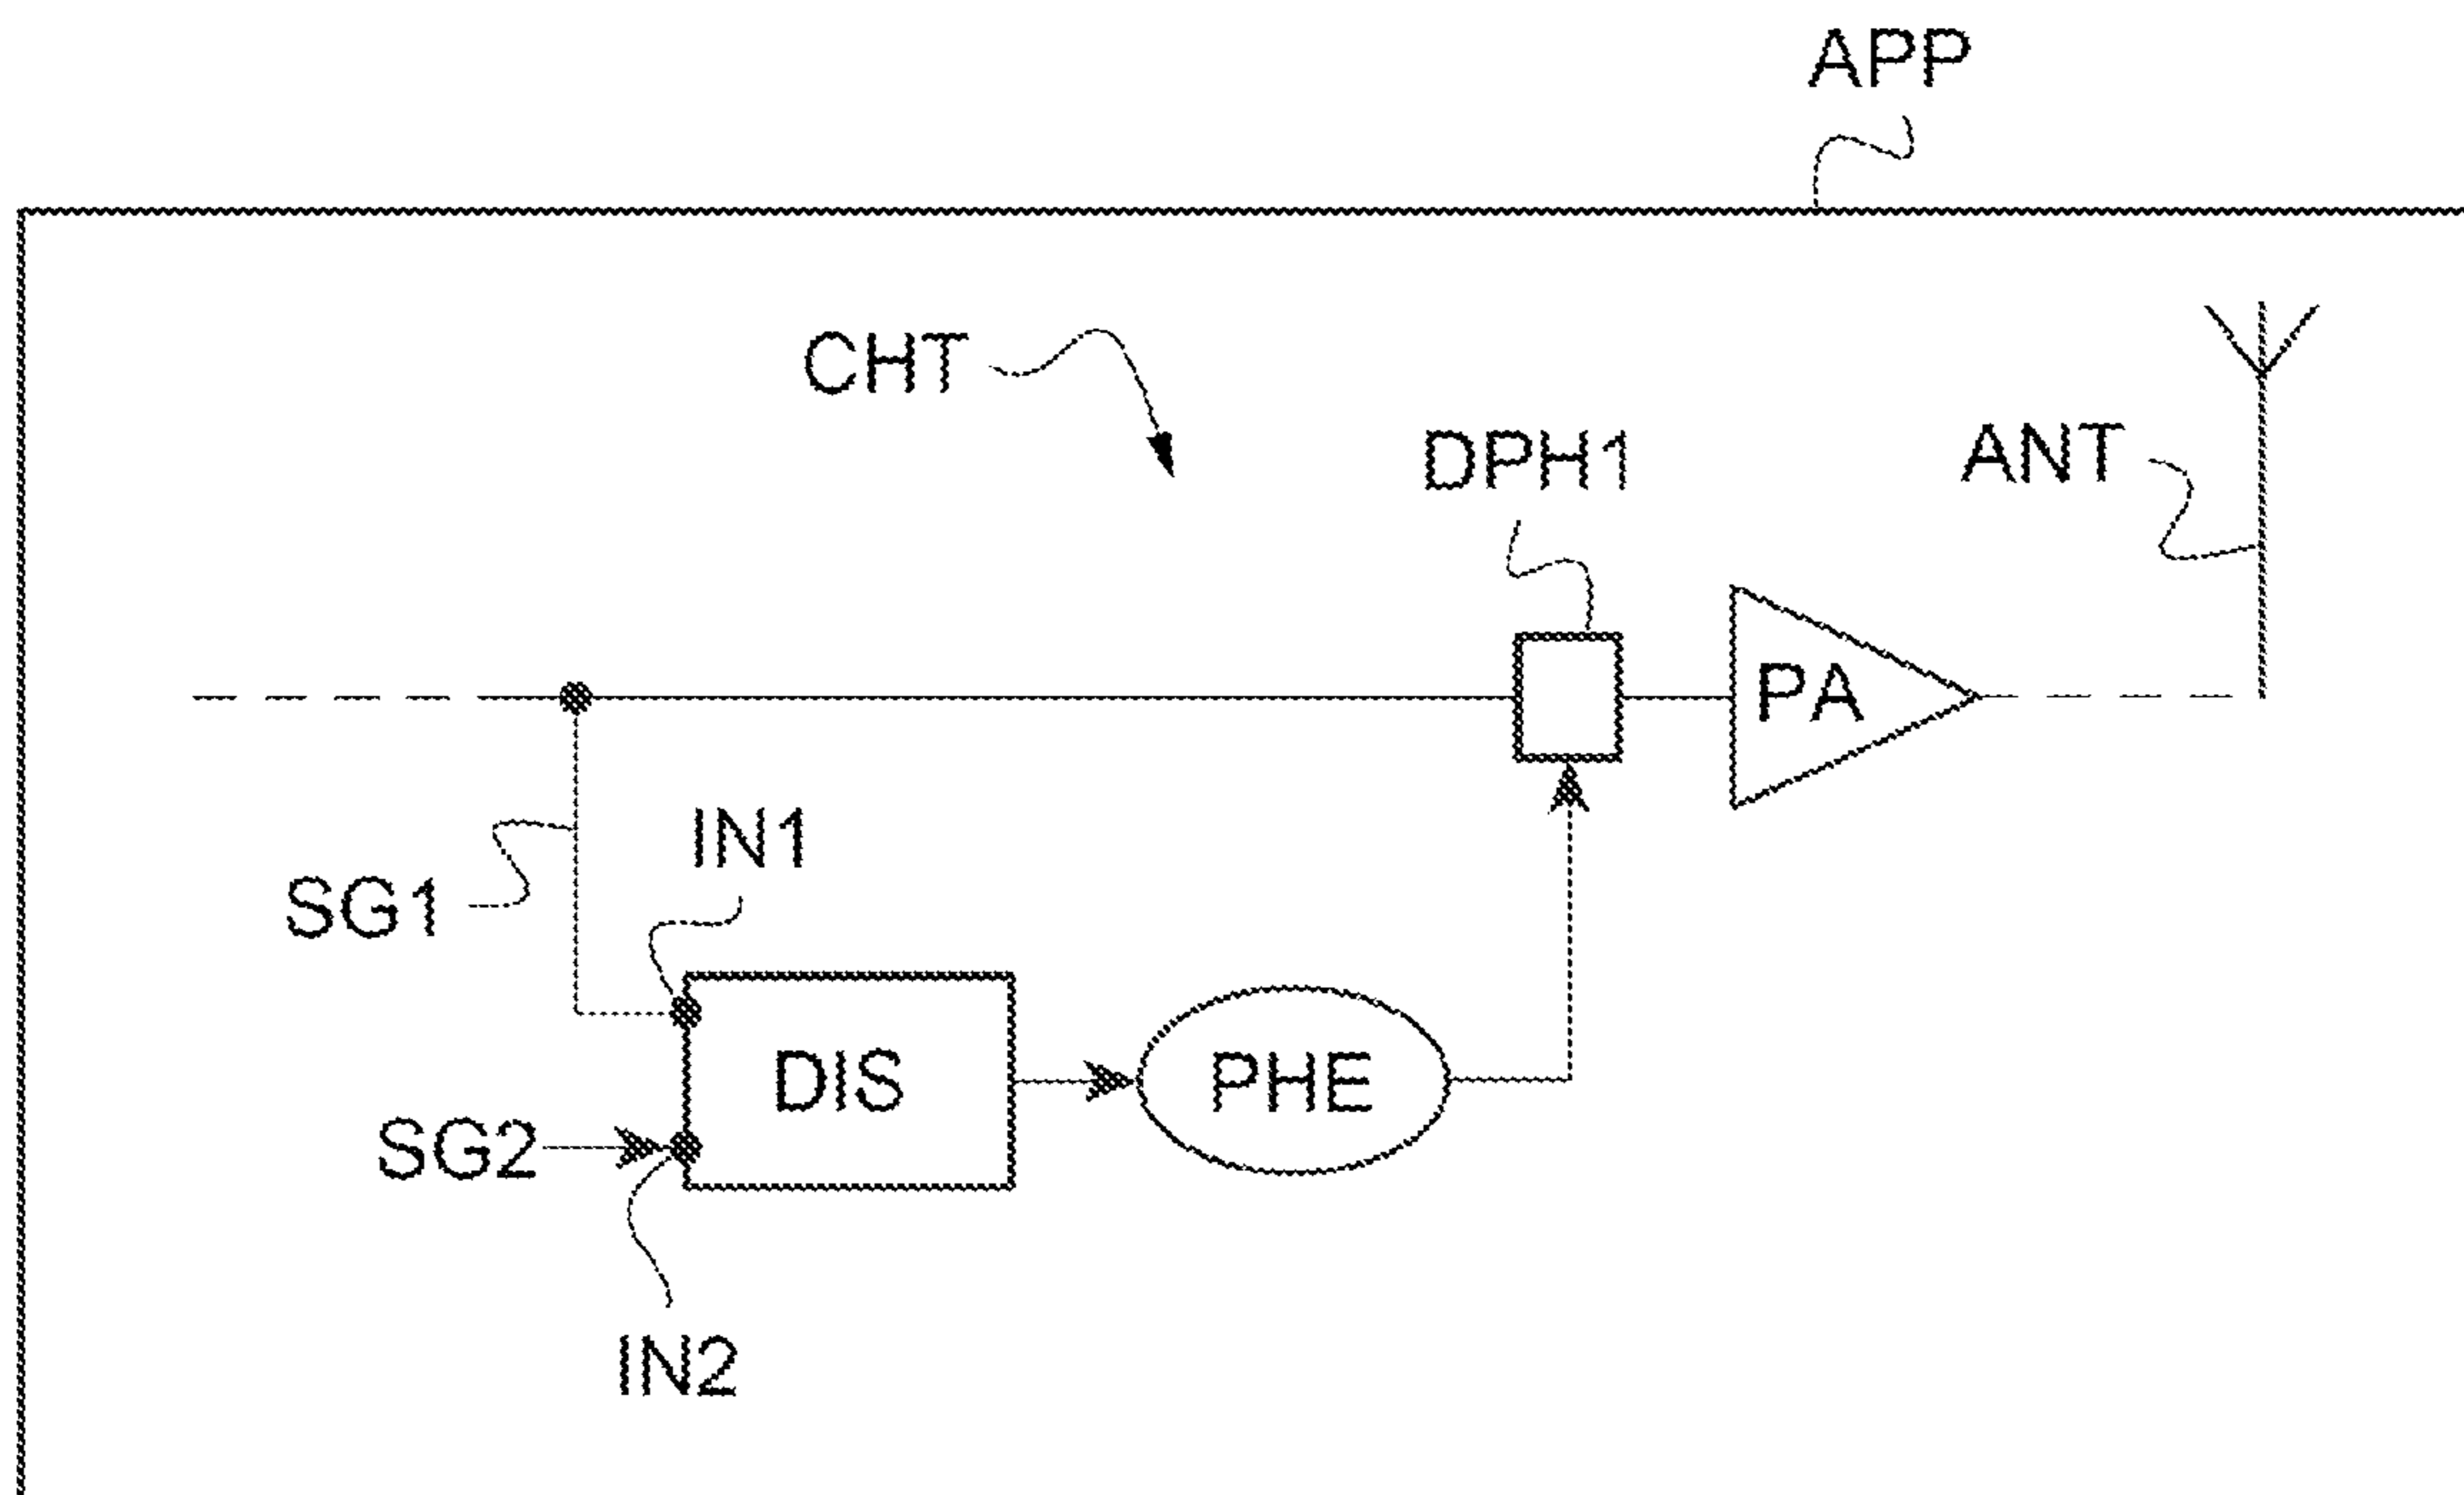 APP
CHT
DPH1
ANT
PA
IN1
SG1
DIS
PHE
SG2
IN2